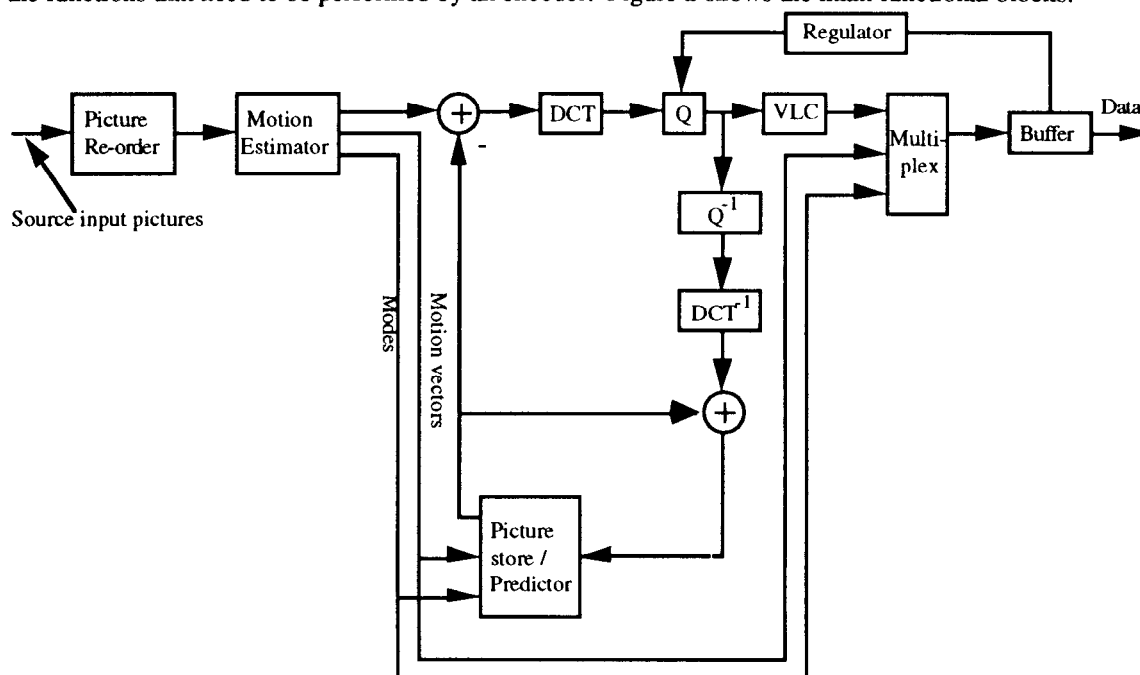 the functions that need to be performed by an encoder. Figure
shows the main functional blocks.
Regulator
Picture
Re-order
Motion
Estimator
+
-
DCT
Q
VLC
Multi-
plex
Buffer
Data
Source input pictures
Q-1
DCT-1
+
Modes
Motion vectors
Picture
store /
Predictor